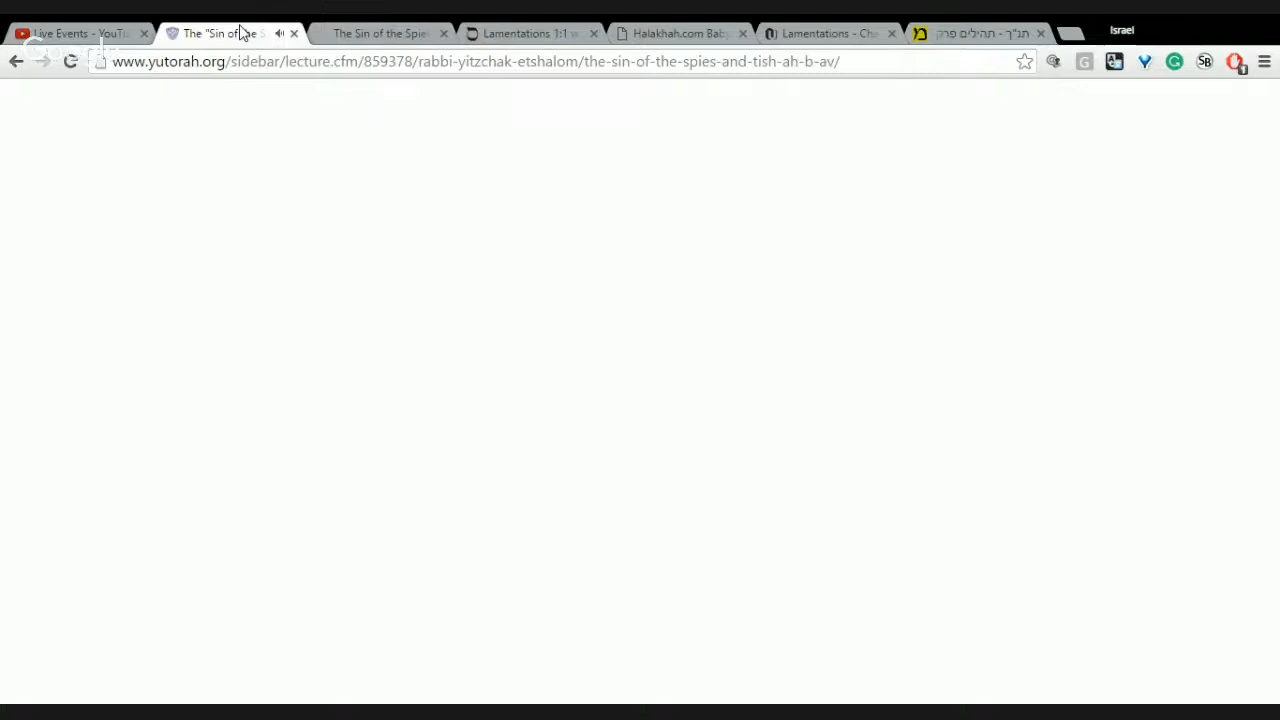 Live Events - YouTu
The "Sin of the S
The Sin of the Spie
Lamentations 1:1 w
Halakhah.com Bab
Lamentations - Cha
תנ"ך - תהילים פרק
Israel
www.yutorah.org/sidebar/lecture.cfm/859378/rabbi-yitzchak-etshalon/the-sin-of-the-spies-and-tish-ah-b-av/